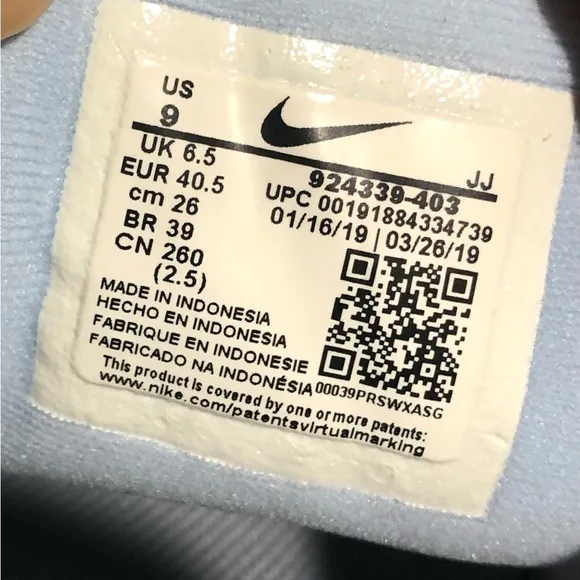 US
9
UK 6.5
EUR 40.5
cm 26
BR 39
CN 260
(2.5)
JJ
924339-403
UPC 00191884334739
01/16/19 | 03/26/19
MADE IN INDONESIA
HECHO EN INDONESIA
FABRIQUE EN INDONESIE
FABRICADO NA INDONÉSIA
00039PRSWXASG
This product is covered by one or more patents:
www.nike.com/patentsvirtualmarking